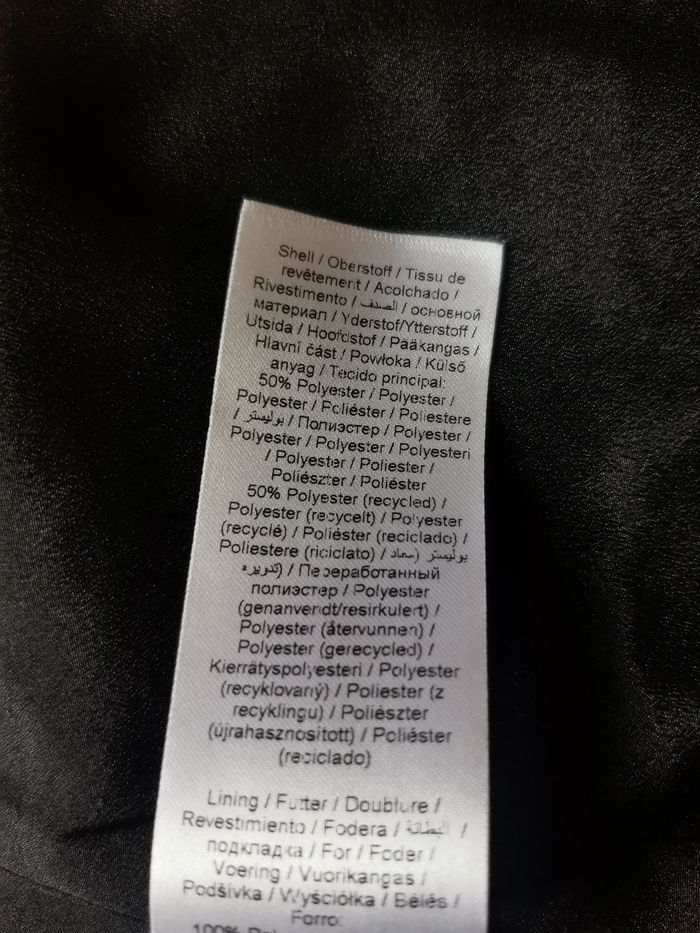 Shell / Oberstoff / Tissu de
revêtement / Acolchado /
Rivestimento / الصدف / основной
материал / Yderstof/Ytterstoff /
Utsida / Hoofdstof / Pääkangas /
Hlavní část / Powłoka / Külső
anyag / Tecido principal:
50% Polyester / Polyester /
Polyester / Poliéster / Poliestere
/ بوليستر / Полиэстер / Polyester /
Polyester / Polyester / Polyesteri
/ Polyester / Poliester /
Poliészter / Poliéster
50% Polyester (recycled) /
Polyester (recycelt) / Polyester
(recyclé) / Poliéster (reciclado) /
Poliestere (riciclato) / بوليستر (معاد
تدويره) / Переработанный
полиэстер / Polyester
(genanvendt/resirkulert) /
Polyester (återvunnen) /
Polyester (gerecycled) /
Kierrätyspolyesteri / Polyester
(recyklovaný) / Poliester (z
recyklingu) / Poliészter
(újrahasznosított) / Poliéster
(reciclado)
Lining / Futter / Doublure /
Revestimiento / Fodera / البطانة /
подкладка / For / Foder /
Voering / Vuorikangas /
Podšívka / Wyściółka / Bélés /
Forro:
100%